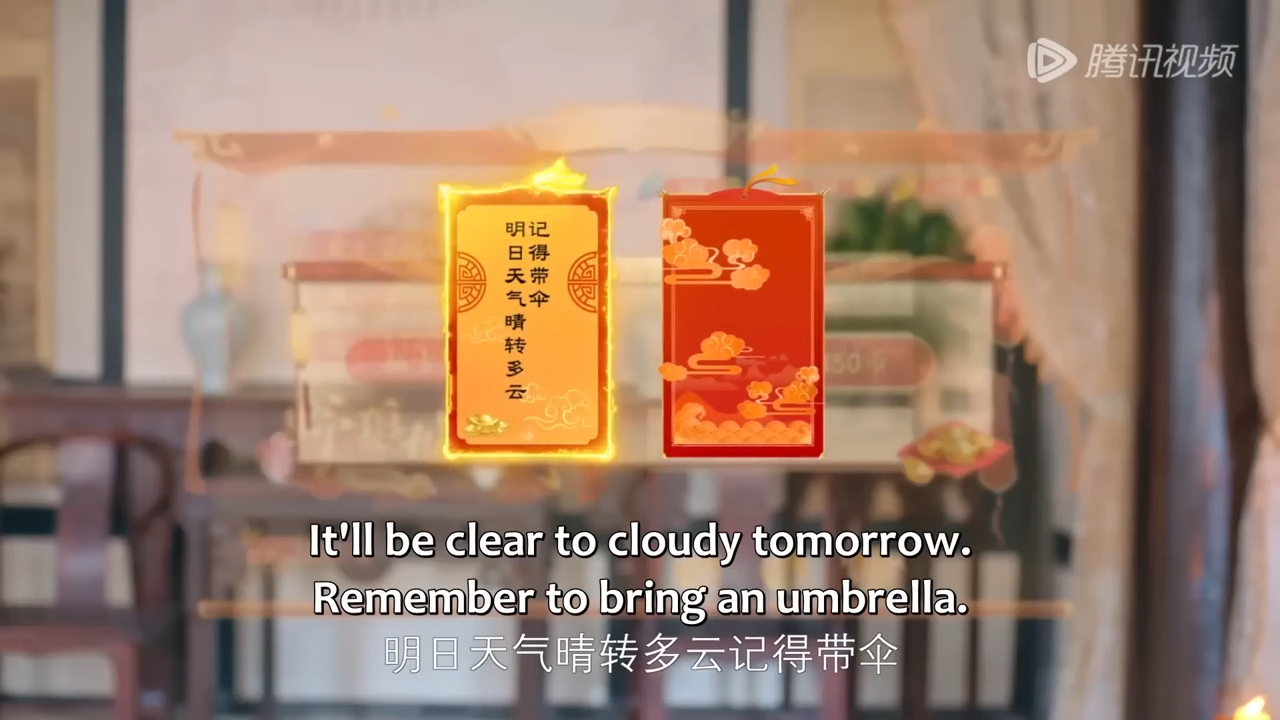 腾讯视频
明日天气晴转多云
记得带伞
It'll be clear to cloudy tomorrow.
Remember to bring an umbrella.
明日天气晴转多云记得带伞